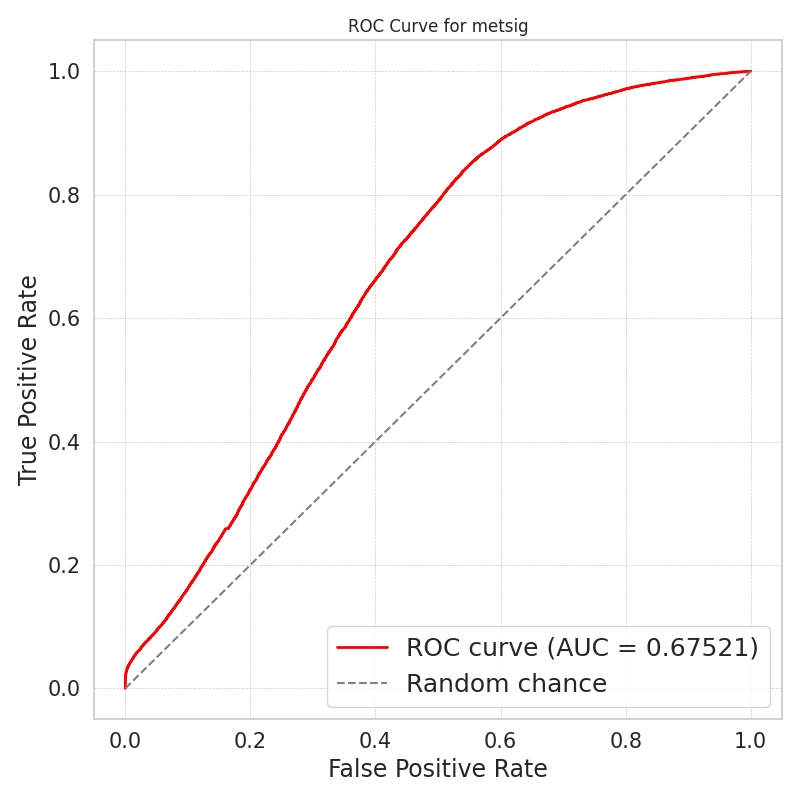 ROC Curve for metsig
1.0
0.8
0.6
0.4
0.2
0.0
True Positive Rate
ROC curve (AUC = 0.67521)
Random chance
0.0 0.2 0.4 0.6 0.8 1.0
False Positive Rate